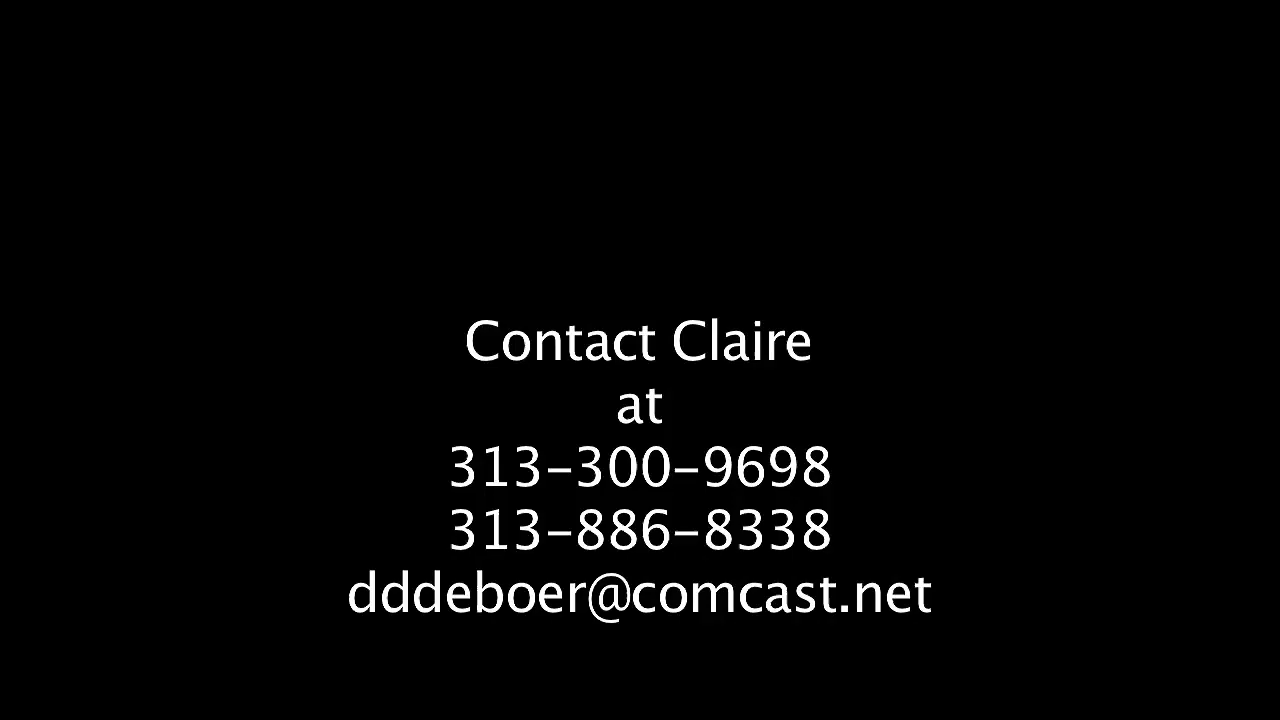 Contact Claire
at
313-300-9698
313-886-8338
dddeboer@comcast.net